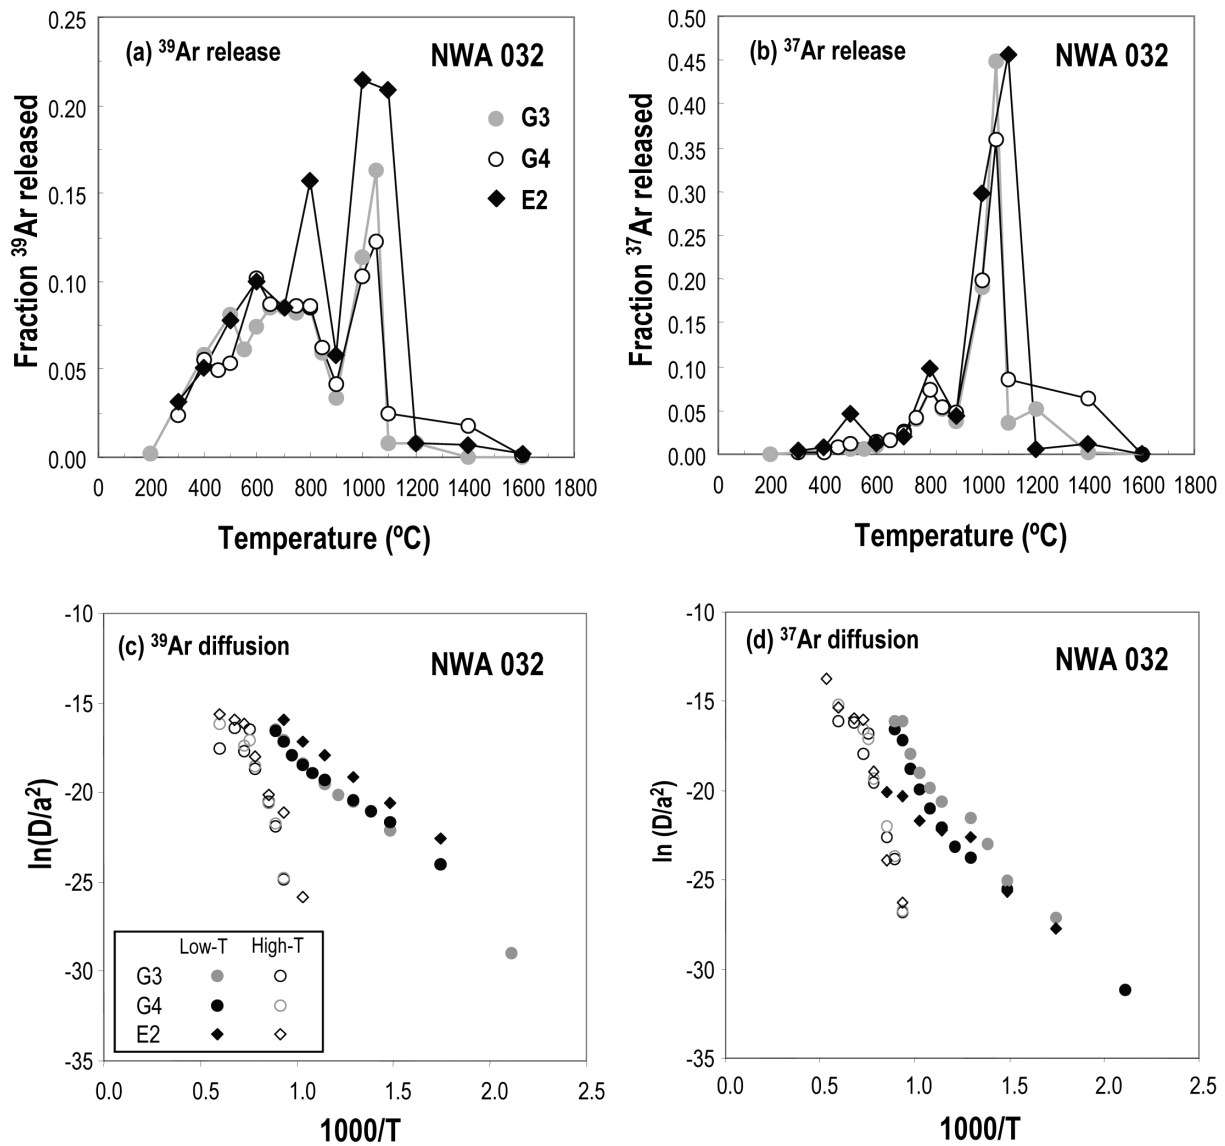 (a) ³⁹Ar release
NWA 032
G3
G4
E2
0.25
0.20
0.15
0.10
0.05
0.00
0 200 400 600 800 1000 1200 1400 1600 1800
Fraction ³⁹Ar released
Temperature (ºC)
(b) ³⁷Ar release
NWA 032
0.50
0.45
0.40
0.35
0.30
0.25
0.20
0.15
0.10
0.05
0.00
0 200 400 600 800 1000 1200 1400 1600 1800
Fraction ³⁷Ar released
Temperature (ºC)
(c) ³⁹Ar diffusion
NWA 032
-10
-15
-20
-25
-30
-35
0.0 0.5 1.0 1.5 2.0 2.5
ln(D/a²)
1000/T
Low-T High-T
G3
G4
E2
(d) ³⁷Ar diffusion
NWA 032
-10
-15
-20
-25
-30
-35
0.0 0.5 1.0 1.5 2.0 2.5
ln (D/a²)
1000/T